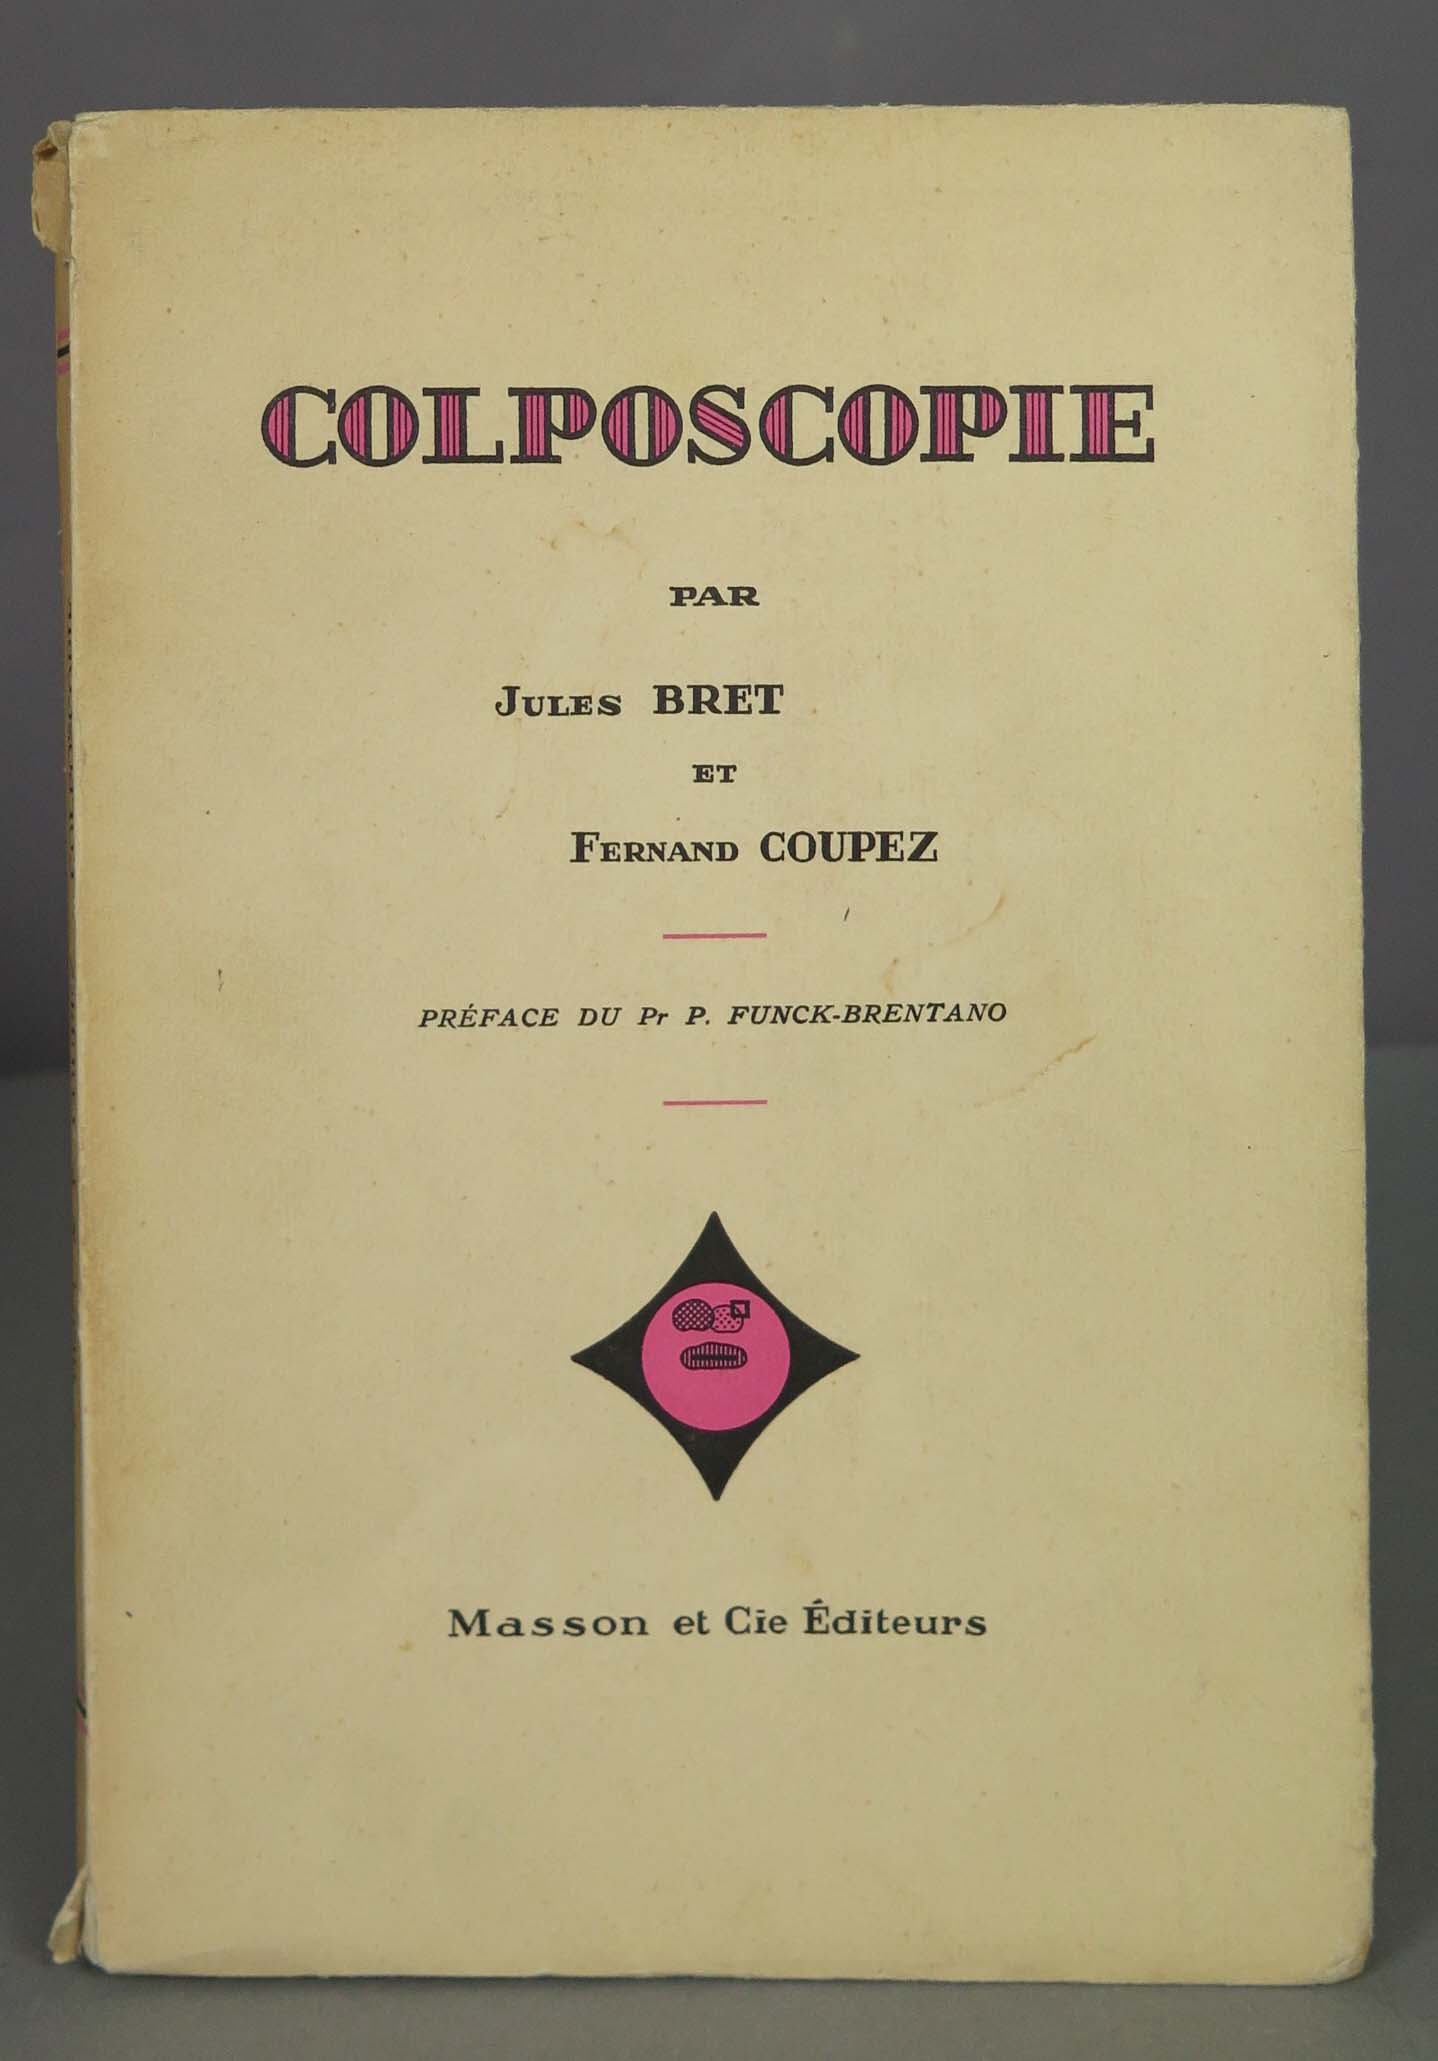 COLPOSCOPIE
PAR
JULES BRET
ET
FERNAND COUPEZ
PRÉFACE DU Pr P. FUNCK-BRENTANO
Masson et Cie Éditeurs